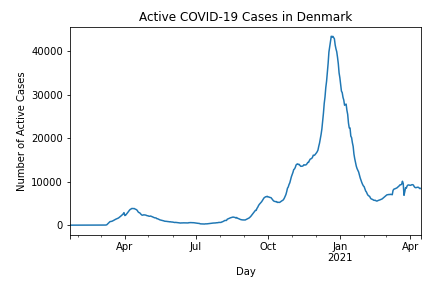 Active COVID-19 Cases in Denmark
Number of Active Cases
40000
30000
20000
10000
0
Apr
Jul
Oct
Jan
2021
Apr
Day